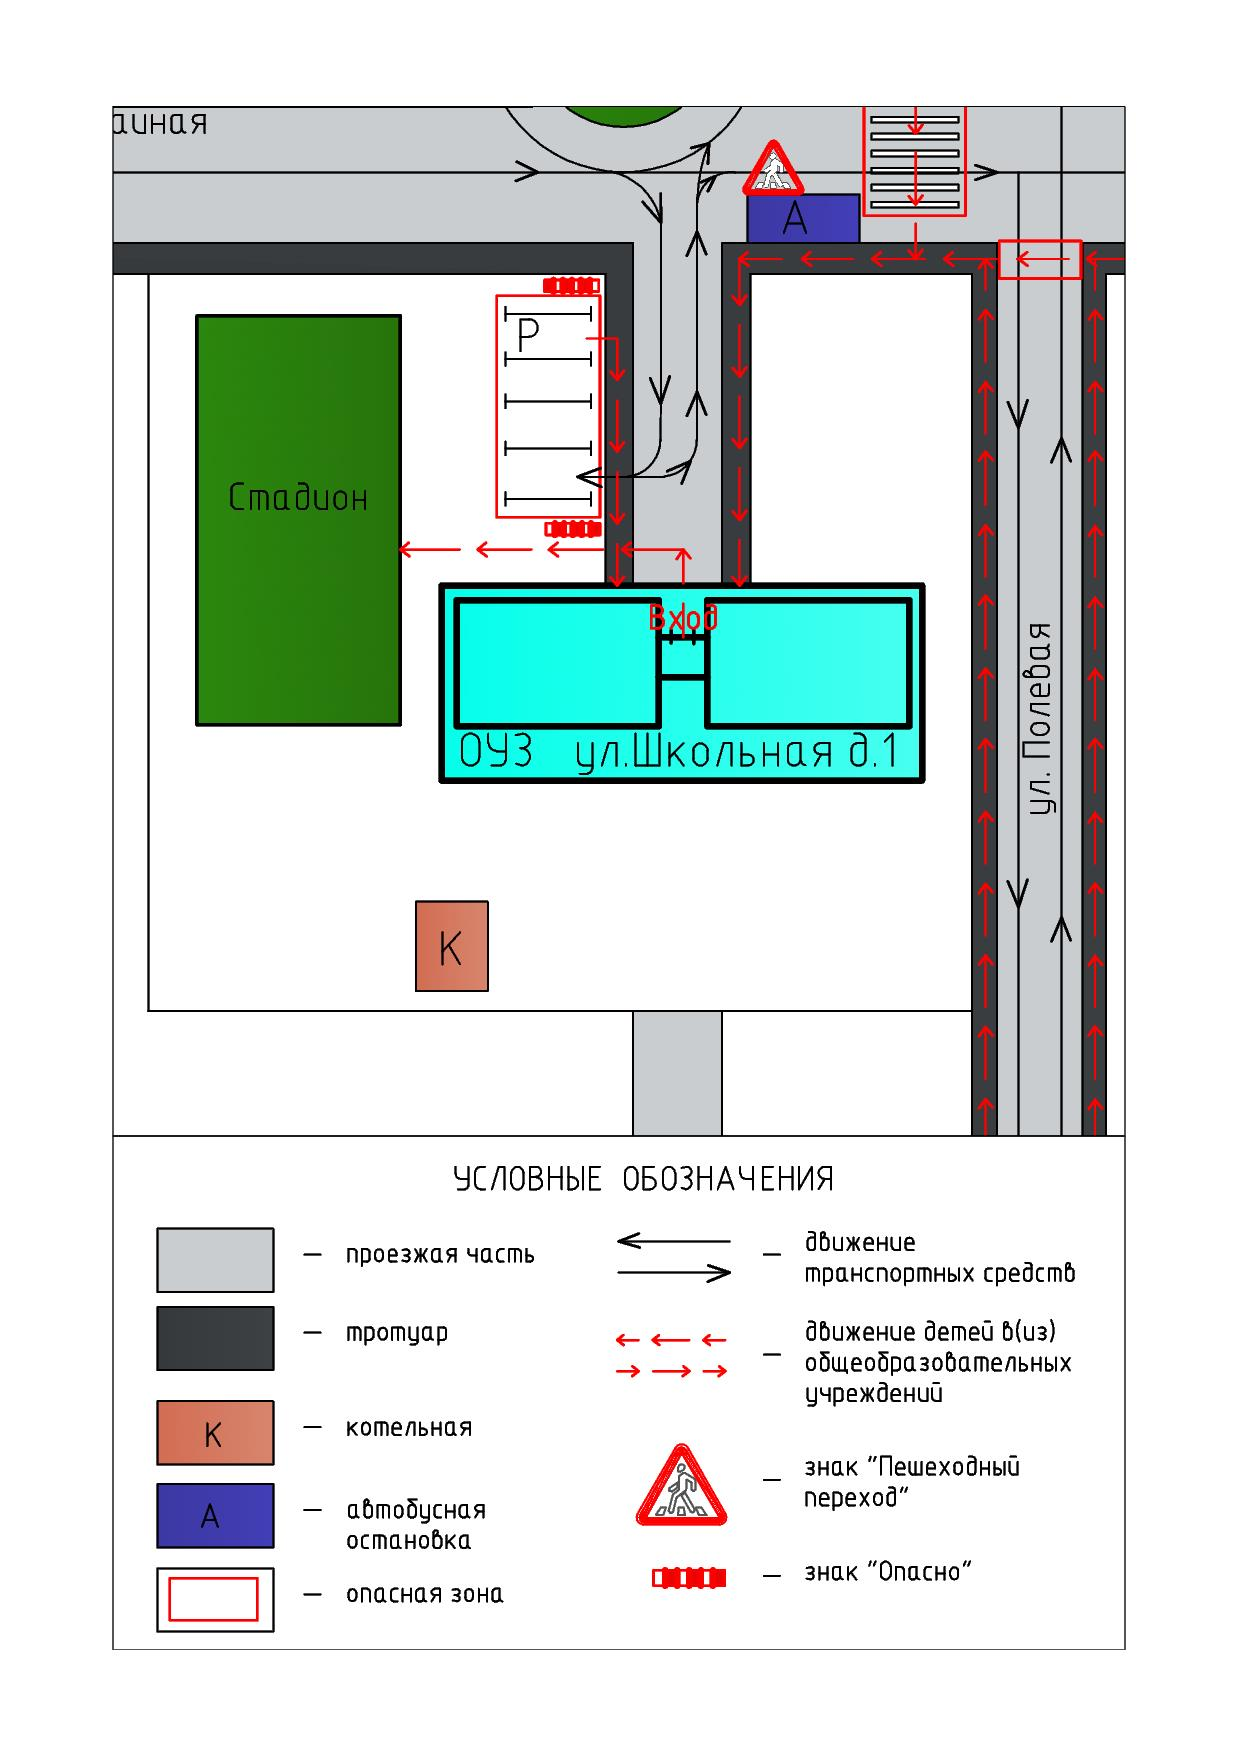 айная
А
Р
Стадион
Вход
ОУЗ ул.Школьная д.1
ул. Полевая
К
УСЛОВНЫЕ ОБОЗНАЧЕНИЯ
— проезжая часть
— тротуар
К — котельная
А — автобусная
остановка
— опасная зона
— движение
транспортных средств
— движение детей в(из)
общеобразовательных
учреждений
— знак "Пешеходный
переход"
— знак "Опасно"